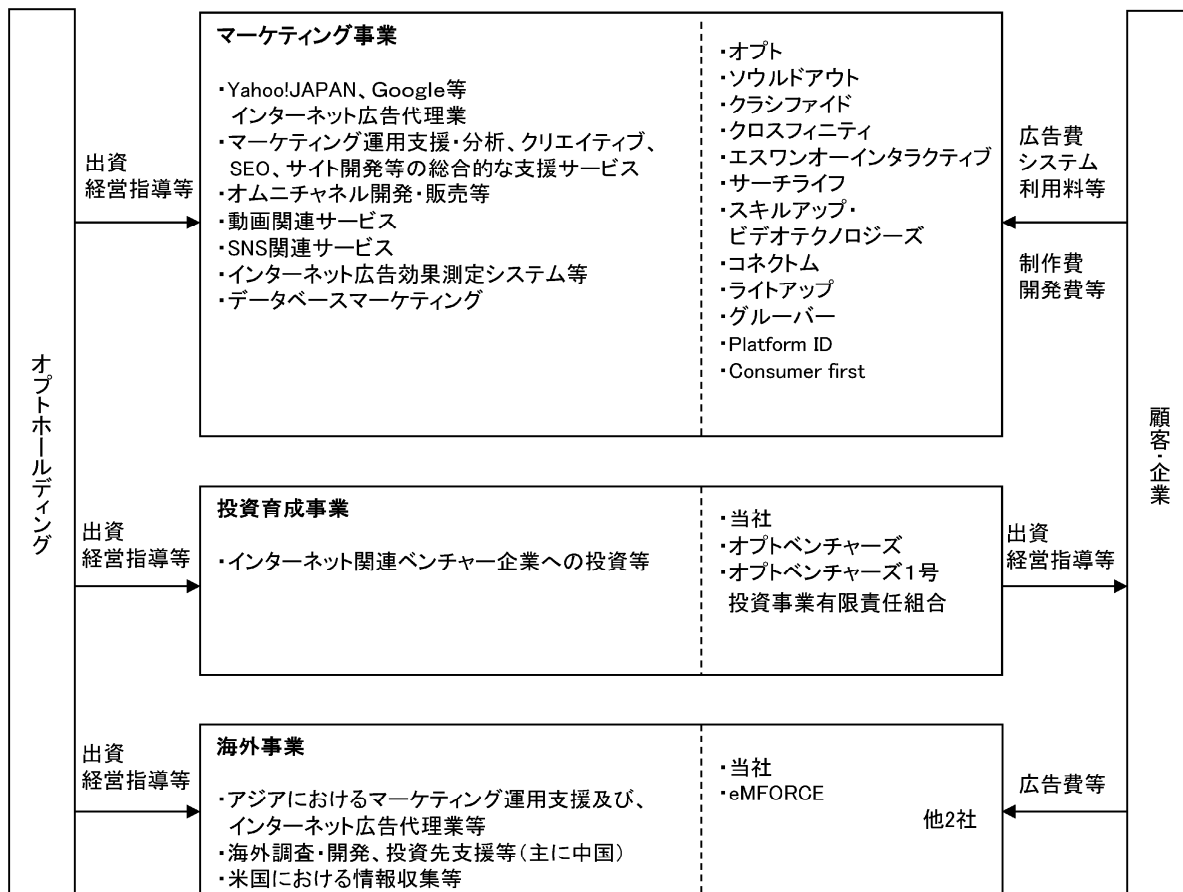 オプトホールディング
出資
経営指導等
マーケティング事業
・Yahoo!JAPAN、Google等
インターネット広告代理業
・マーケティング運用支援・分析、クリエイティブ、
SEO、サイト開発等の総合的な支援サービス
・オムニチャネル開発・販売等
・動画関連サービス
・SNS関連サービス
・インターネット広告効果測定システム等
・データベースマーケティング
・オプト
・ソウルドアウト
・クラシファイド
・クロスフィニティ
・エスワンオーインタラクティブ
・サーチライフ
・スキルアップ・
ビデオテクノロジーズ
・コネクトム
・ライトアップ
・グルーバー
・Platform ID
・Consumer first
広告費
システム
利用料等
制作費
開発費等
顧客・企業
出資
経営指導等
投資育成事業
・インターネット関連ベンチャー企業への投資等
・当社
・オプトベンチャーズ
・オプトベンチャーズ1号
投資事業有限責任組合
出資
経営指導等
出資
経営指導等
海外事業
・アジアにおけるマーケティング運用支援及び、
インターネット広告代理業等
・海外調査・開発、投資先支援等（主に中国）
・米国における情報収集等
・当社
・eMFORCE
他2社
広告費等